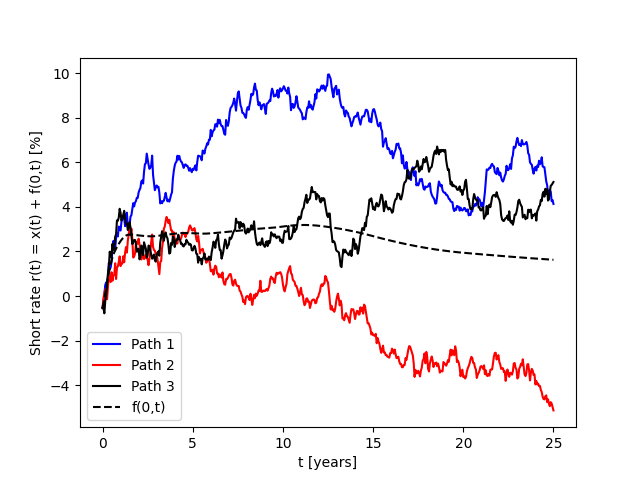 Short rate r(t) = x(t) + f(0,t) [%]
10
8
6
4
2
0
−2
−4
Path 1
Path 2
Path 3
f(0,t)
0 5 10 15 20 25
t [years]